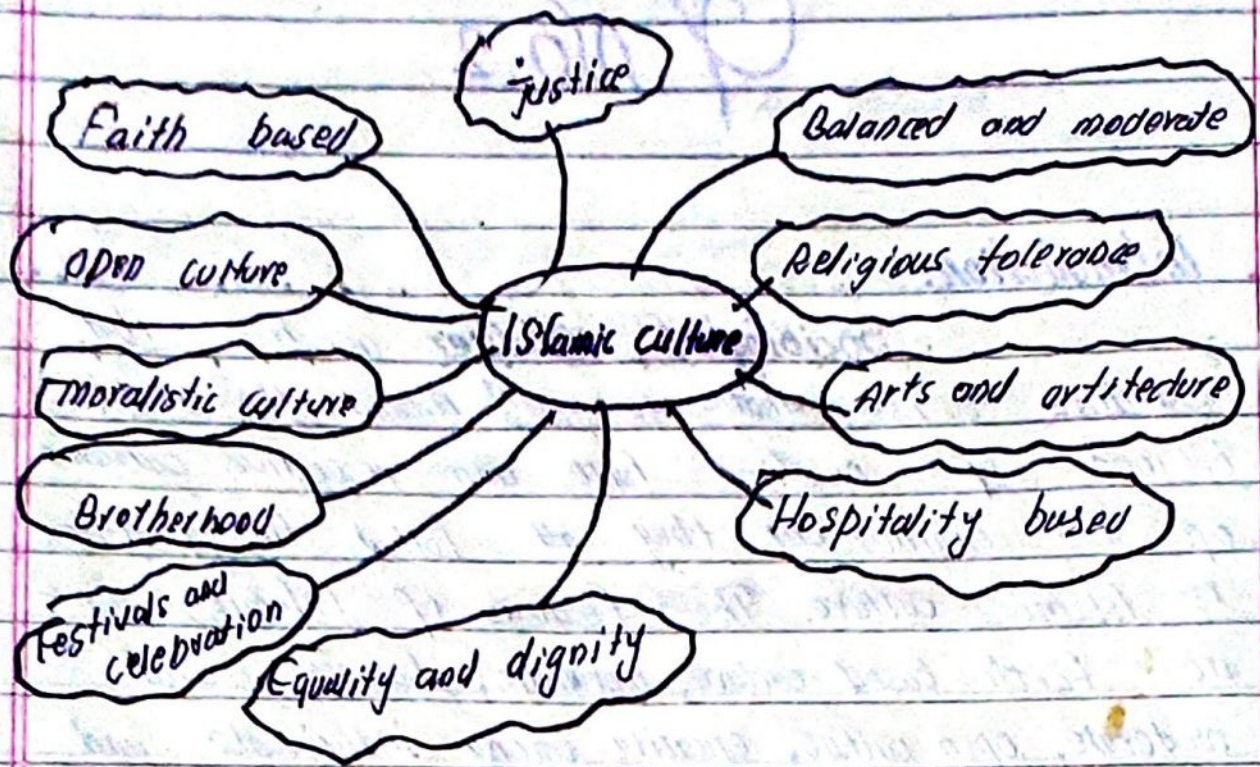 justice
Faith based
Balanced and moderate
open culture
Religious tolerance
Islamic culture
moralistic culture
Arts and artitecture
Brotherhood
Hospitality based
Festivals and
celebration
Equality and dignity